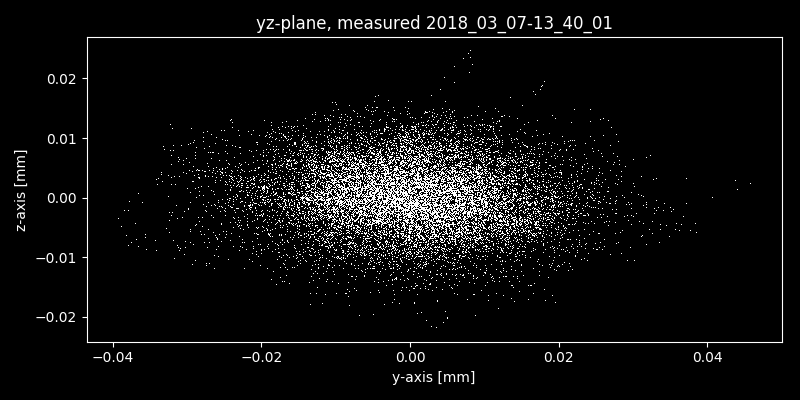 yz-plane, measured 2018_03_07-13_40_01
z-axis [mm]
0.02
0.01
0.00
−0.01
−0.02
−0.04 −0.02 0.00 0.02 0.04
y-axis [mm]